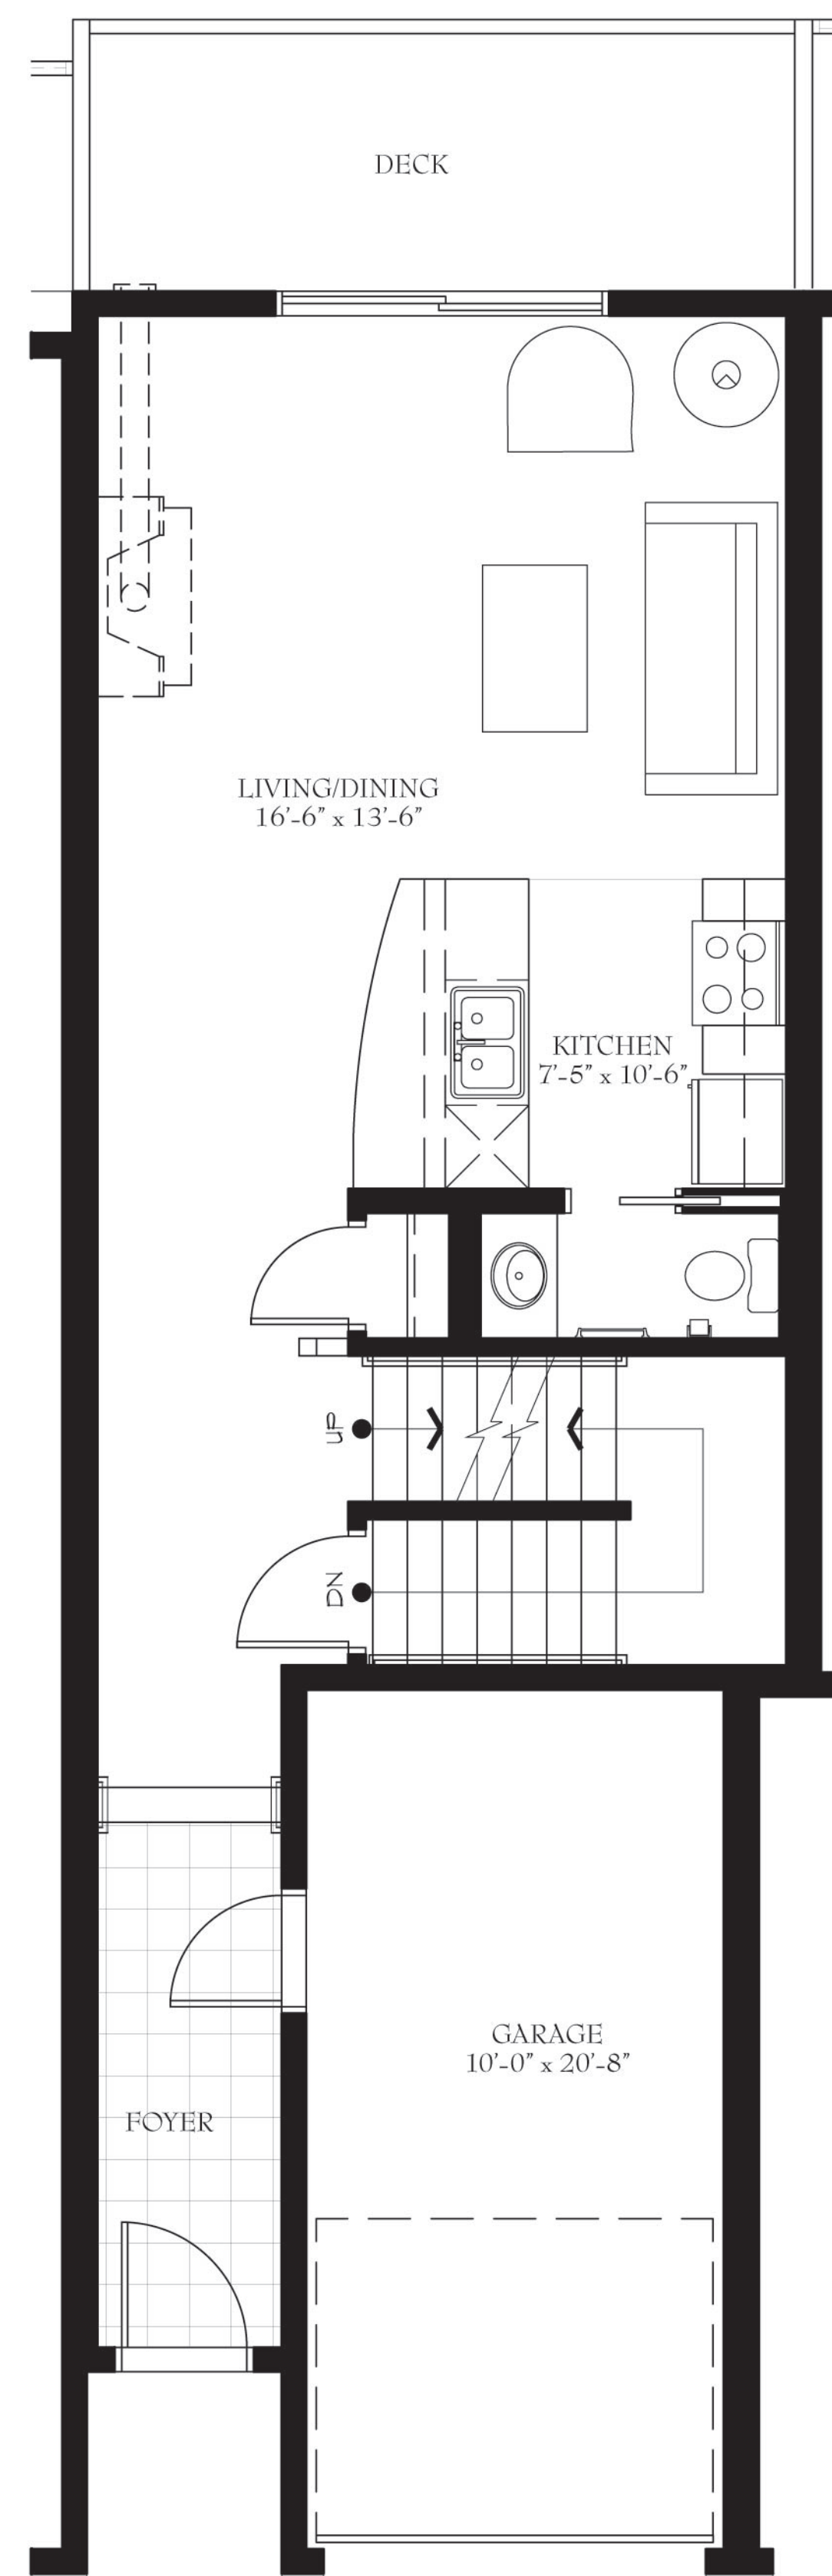 DECK
LIVING/DINING
16'-6" x 13'-6"
KITCHEN
7'-5" x 10'-6"
UP
DN
GARAGE
10'-0" x 20'-8"
FOYER